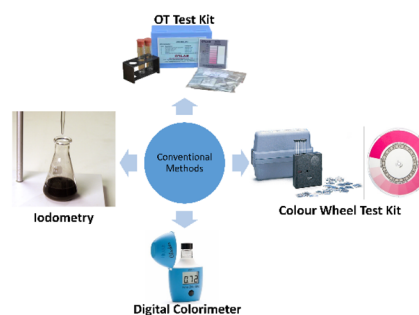 OT Test Kit
Conventional
Methods
Iodometry
Colour Wheel Test Kit
Digital Colorimeter